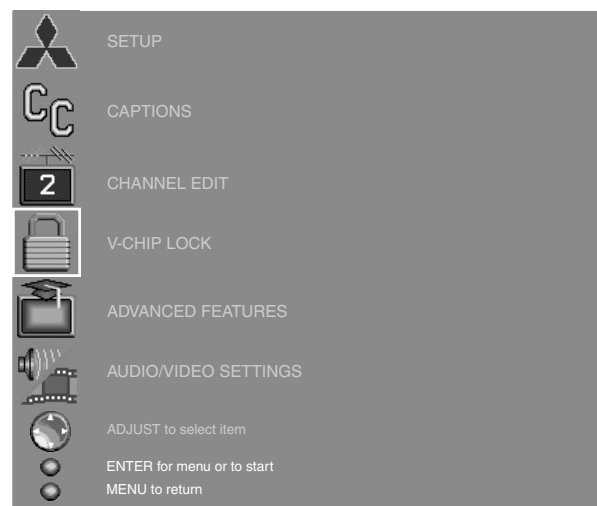 SETUP
CC
CAPTIONS
2
CHANNEL EDIT
V-CHIP LOCK
ADVANCED FEATURES
AUDIO/VIDEO SETTINGS
ADJUST to select item
ENTER for menu or to start
MENU to return